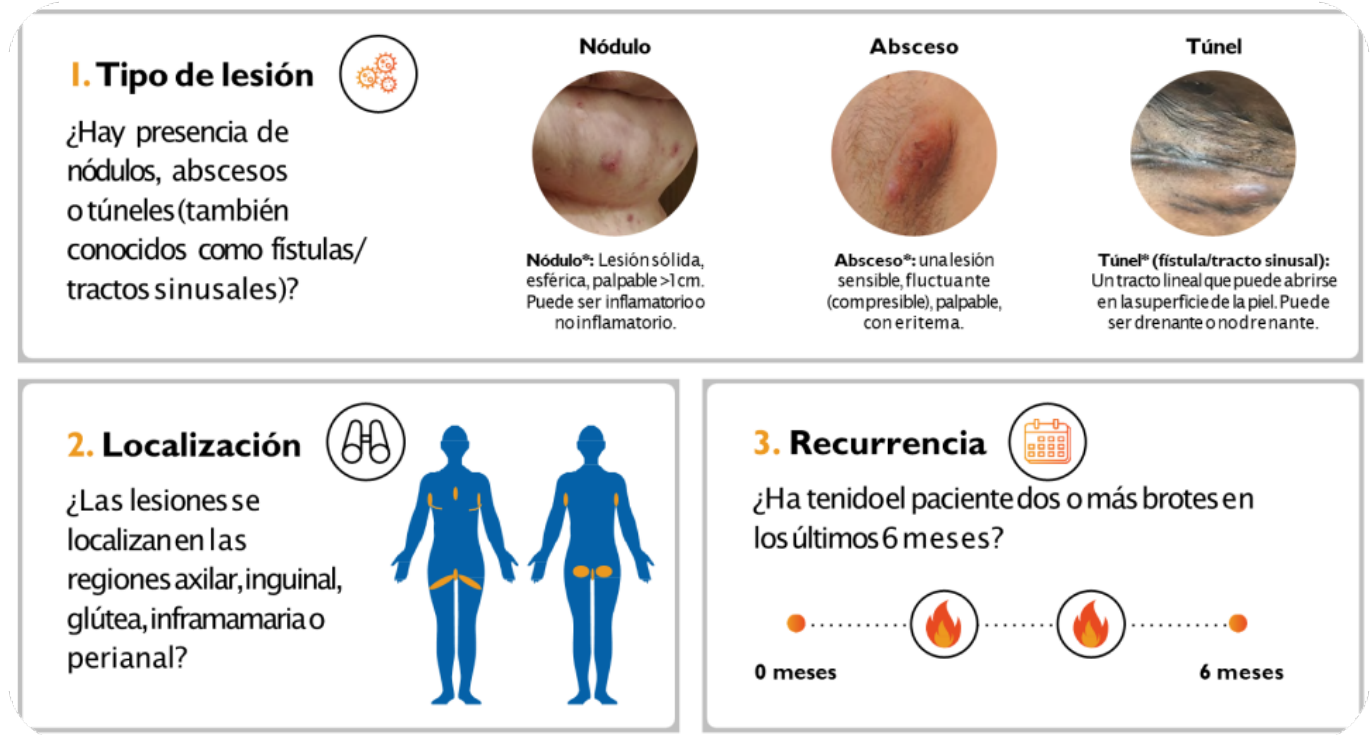 1. Tipo de lesión
¿Hay presencia de
nódulos, abscesos
o túneles (también
conocidos como fístulas/
tractos sinusales)?
Nódulo
Nódulo*: Lesión sólida,
esférica, palpable >1 cm.
Puede ser inflamatorio o
no inflamatorio.
Absceso
Absceso*: una lesión
sensible, fluctuante
(compresible), palpable,
con eritema.
Túnel
Túnel* (fístula/tracto sinusal):
Un tracto lineal que puede abrirse
en la superficie de la piel. Puede
ser drenante o no drenante.
2. Localización
¿Las lesiones se
localizan en las
regiones axilar, inguinal,
glútea, inframamaria o
perianal?
3. Recurrencia
¿Ha tenido el paciente dos o más brotes en
los últimos 6 meses?
0 meses
6 meses